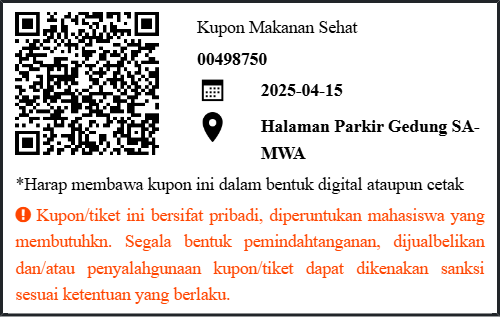 Kupon Makanan Sehat
00498750
2025-04-15
Halaman Parkir Gedung SA-
MWA
*Harap membawa kupon ini dalam bentuk digital ataupun cetak
Kupon/tiket ini bersifat pribadi, diperuntukan mahasiswa yang
membutuhkn. Segala bentuk pemindahtanganan, dijualbelikan
dan/atau penyalahgunaan kupon/tiket dapat dikenakan sanksi
sesuai ketentuan yang berlaku.